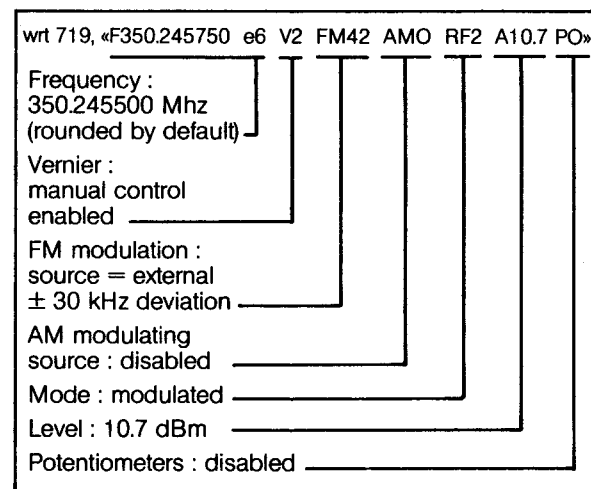 wrt 719, «F350.245750 e6 V2 FM42 AMO RF2 A10.7 PO»
Frequency :
350.245500 Mhz
(rounded by default)
Vernier :
manual control
enabled
FM modulation :
source = external
± 30 kHz deviation
AM modulating
source : disabled
Mode : modulated
Level : 10.7 dBm
Potentiometers : disabled